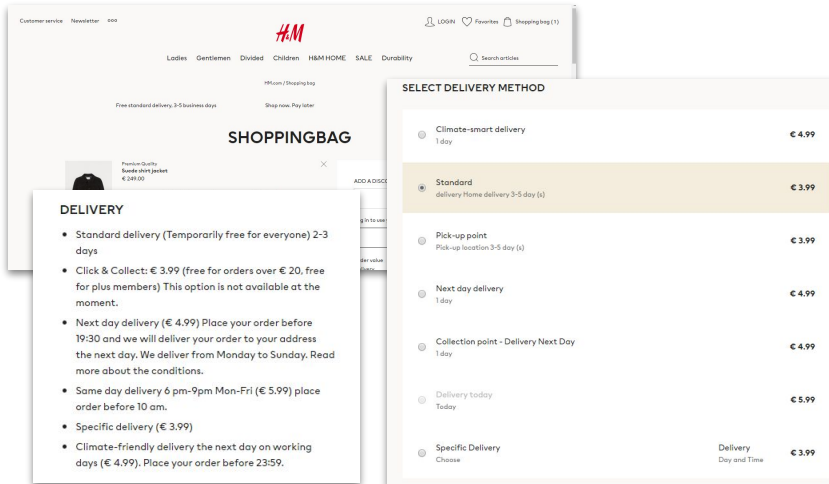 Customer service Newsletter ooo
H&M
LOGIN Favorites Shopping bag (1)
Ladies Gentlemen Divided Children H&M HOME SALE Durability
Search articles
HM.com / Shopping bag
Free standard delivery, 3-5 business days Shop now. Pay later
SHOPPINGBAG
Premium Quality
Suede shirt jacket
€ 249.00
ADD A DISCO
g in to use
der value
DELIVERY
• Standard delivery (Temporarily free for everyone) 2-3
days
• Click & Collect: € 3.99 (free for orders over € 20, free
for plus members) This option is not available at the
moment.
• Next day delivery (€ 4.99) Place your order before
19:30 and we will deliver your order to your address
the next day. We deliver from Monday to Sunday. Read
more about the conditions.
• Same day delivery 6 pm-9pm Mon-Fri (€ 5.99) place
order before 10 am.
• Specific delivery (€ 3.99)
• Climate-friendly delivery the next day on working
days (€ 4.99). Place your order before 23:59.
SELECT DELIVERY METHOD
Climate-smart delivery € 4.99
1 day
Standard € 3.99
delivery Home delivery 3-5 day (s)
Pick-up point € 3.99
Pick-up location 3-5 day (s)
Next day delivery € 4.99
1 day
Collection point - Delivery Next Day € 4.99
1 day
Delivery today € 5.99
Today
Specific Delivery Delivery € 3.99
Choose Day and Time